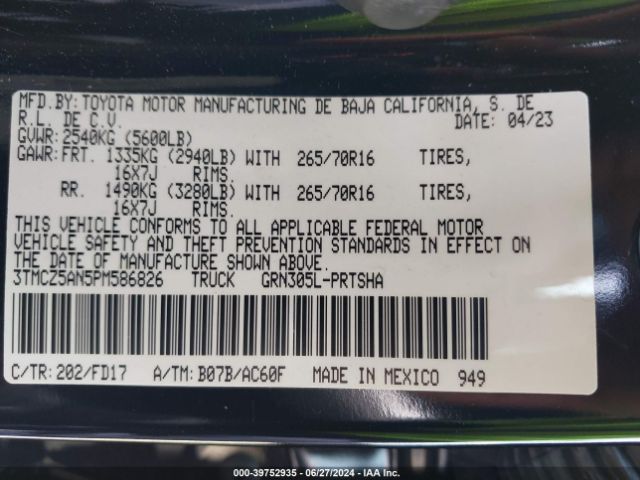 MFD.BY: TOYOTA MOTOR MANUFACTURING DE BAJA CALIFORNIA, S. DE
R.L. DE C.V. DATE: 04/23
GVWR: 2540KG (5600LB)
GAWR: FRT. 1335KG (2940LB) WITH 265/70R16 TIRES,
16X7J RIMS.
RR. 1490KG (3280LB) WITH 265/70R16 TIRES,
16X7J RIMS.
THIS VEHICLE CONFORMS TO ALL APPLICABLE FEDERAL MOTOR
VEHICLE SAFETY AND THEFT PREVENTION STANDARDS IN EFFECT ON
THE DATE OF MANUFACTURE SHOWN ABOVE.
3TMCZ5AN5PM586826 TRUCK GRN305L-PRTSHA
C/TR: 202/FD17 A/TM: B07B/AC60F MADE IN MEXICO 949
000-39752935 - 06/27/2024 - IAA Inc.